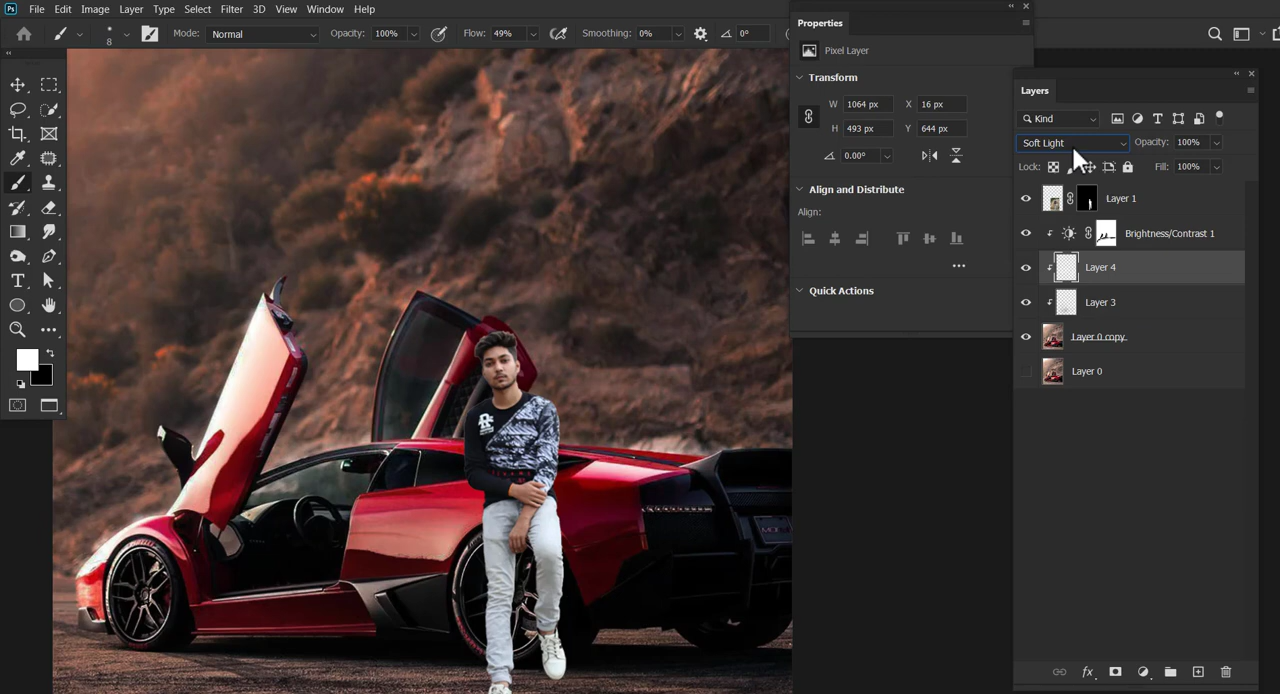 Ps File Edit Image Layer Type Select Filter 3D View Window Help
8 Mode: Normal Opacity: 100% Flow: 49% Smoothing: 0% 0°
Properties
Pixel Layer
Transform
W 1064 px X 16 px
H 493 px Y 644 px
0.00°
Align and Distribute
Align:
Quick Actions
Layers
Kind
Soft Light Opacity: 100%
Lock: Fill: 100%
Layer 1
Brightness/Contrast 1
Layer 4
Layer 3
Layer 0 copy
Layer 0
fx